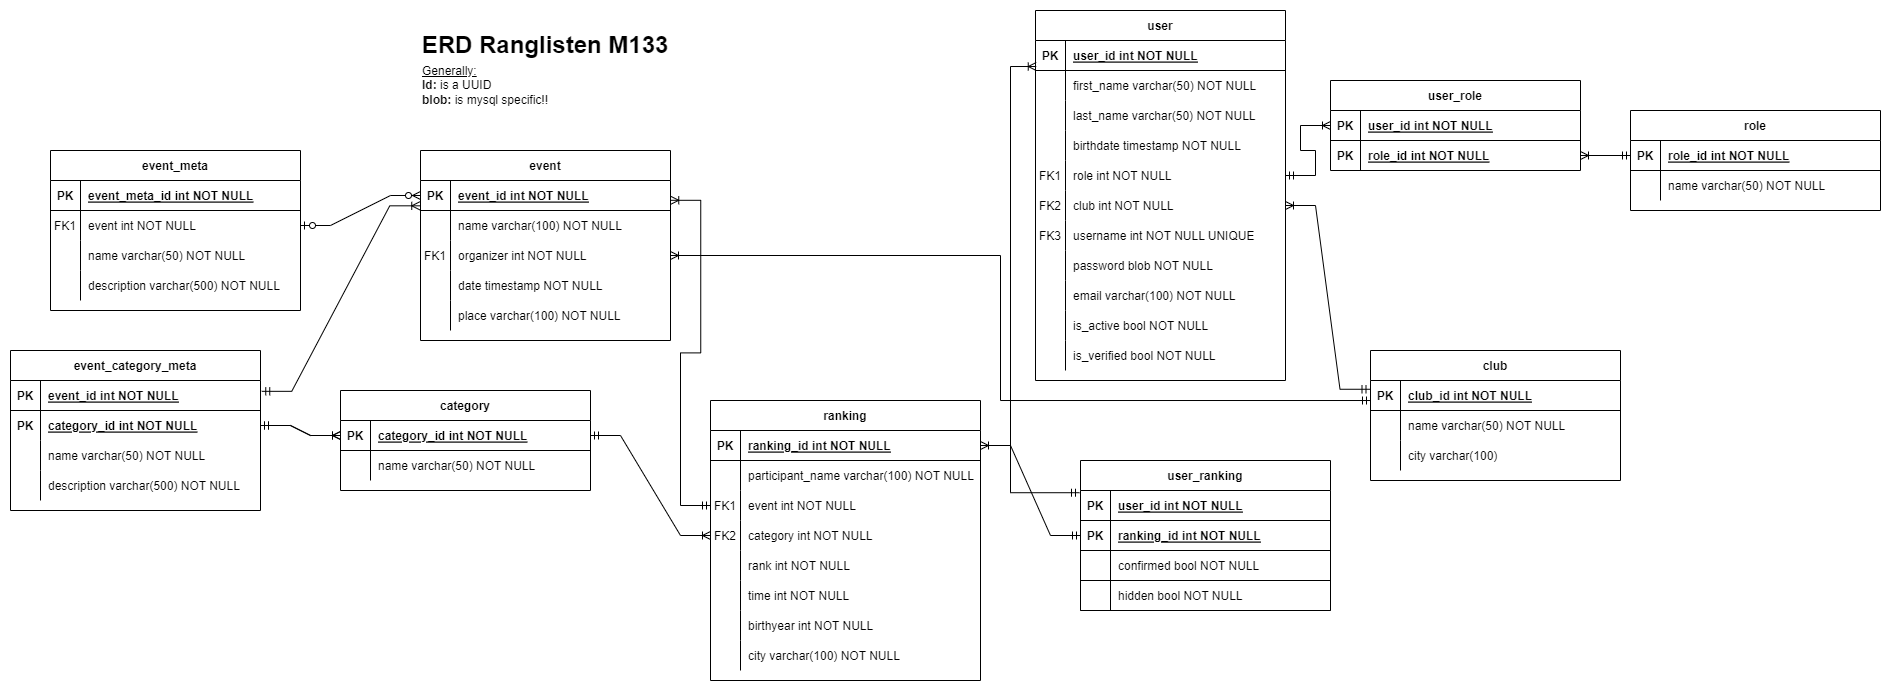 ERD Ranglisten M133
Generally:
Id: is a UUID
blob: is mysql specific!!
event_meta
PK event_meta_id int NOT NULL
FK1 event int NOT NULL
name varchar(50) NOT NULL
description varchar(500) NOT NULL
event
PK event_id int NOT NULL
name varchar(100) NOT NULL
FK1 organizer int NOT NULL
date timestamp NOT NULL
place varchar(100) NOT NULL
user
PK user_id int NOT NULL
first_name varchar(50) NOT NULL
last_name varchar(50) NOT NULL
birthdate timestamp NOT NULL
FK1 role int NOT NULL
FK2 club int NOT NULL
FK3 username int NOT NULL UNIQUE
password blob NOT NULL
email varchar(100) NOT NULL
is_active bool NOT NULL
is_verified bool NOT NULL
user_role
PK user_id int NOT NULL
PK role_id int NOT NULL
role
PK role_id int NOT NULL
name varchar(50) NOT NULL
event_category_meta
PK event_id int NOT NULL
PK category_id int NOT NULL
name varchar(50) NOT NULL
description varchar(500) NOT NULL
category
PK category_id int NOT NULL
name varchar(50) NOT NULL
ranking
PK ranking_id int NOT NULL
participant_name varchar(100) NOT NULL
FK1 event int NOT NULL
FK2 category int NOT NULL
rank int NOT NULL
time int NOT NULL
birthyear int NOT NULL
city varchar(100) NOT NULL
user_ranking
PK user_id int NOT NULL
PK ranking_id int NOT NULL
confirmed bool NOT NULL
hidden bool NOT NULL
club
PK club_id int NOT NULL
name varchar(50) NOT NULL
city varchar(100)